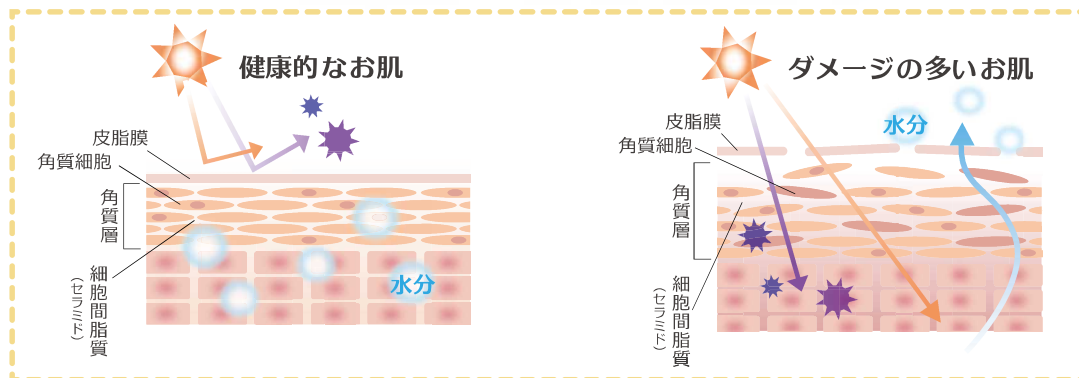 健康的なお肌
皮脂膜
角質細胞
角質層
細胞間脂質
（セラミド）
水分
ダメージの多いお肌
水分
皮脂膜
角質細胞
角質層
細胞間脂質
（セラミド）